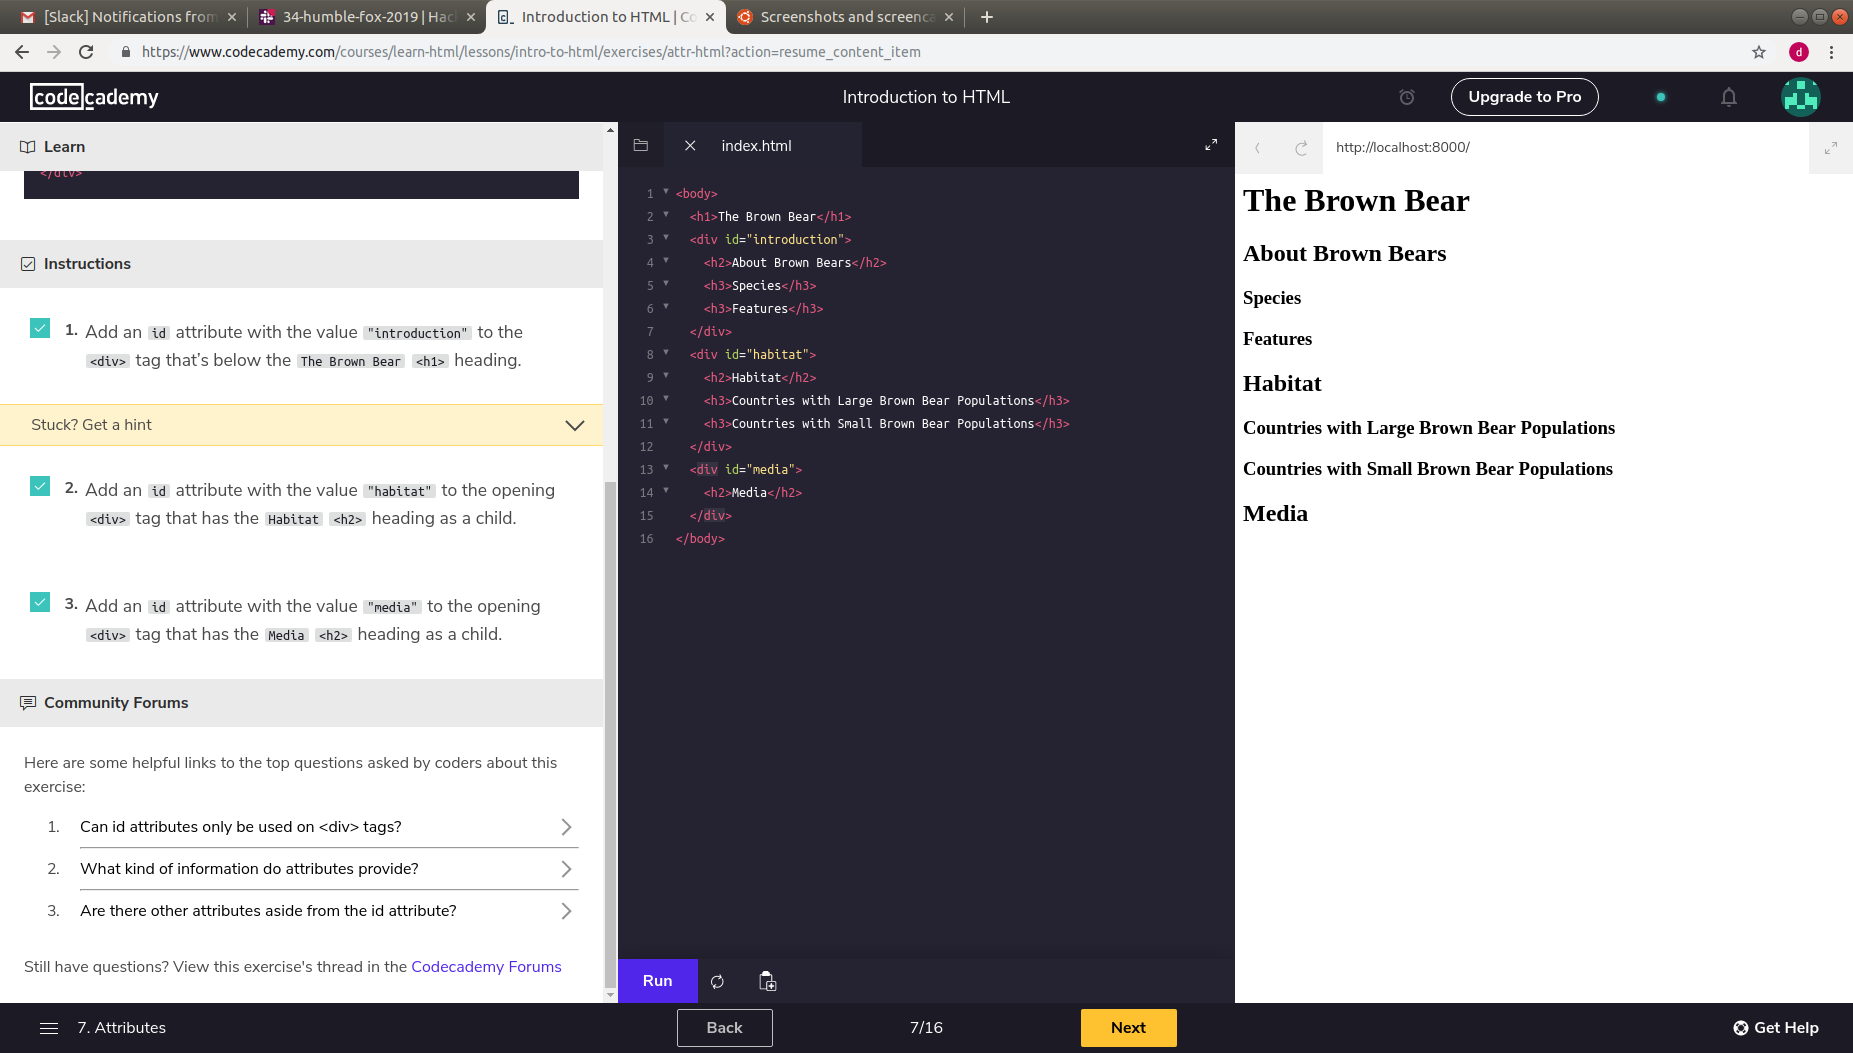 [Slack] Notifications from
34-humble-fox-2019 | Hac
Introduction to HTML | Co
Screenshots and screenca
https://www.codecademy.com/courses/learn-html/lessons/intro-to-html/exercises/attr-html?action=resume_content_item
d
codecademy
Introduction to HTML
Upgrade to Pro
Learn
</div>
Instructions
1. Add an id attribute with the value "introduction" to the
<div> tag that’s below the The Brown Bear <h1> heading.
Stuck? Get a hint
2. Add an id attribute with the value "habitat" to the opening
<div> tag that has the Habitat <h2> heading as a child.
3. Add an id attribute with the value "media" to the opening
<div> tag that has the Media <h2> heading as a child.
Community Forums
Here are some helpful links to the top questions asked by coders about this
exercise:
1. Can id attributes only be used on <div> tags?
2. What kind of information do attributes provide?
3. Are there other attributes aside from the id attribute?
Still have questions? View this exercise's thread in the Codecademy Forums
index.html
1 <body>
2 <h1>The Brown Bear</h1>
3 <div id="introduction">
4 <h2>About Brown Bears</h2>
5 <h3>Species</h3>
6 <h3>Features</h3>
7 </div>
8 <div id="habitat">
9 <h2>Habitat</h2>
10 <h3>Countries with Large Brown Bear Populations</h3>
11 <h3>Countries with Small Brown Bear Populations</h3>
12 </div>
13 <div id="media">
14 <h2>Media</h2>
15 </div>
16 </body>
Run
http://localhost:8000/
The Brown Bear
About Brown Bears
Species
Features
Habitat
Countries with Large Brown Bear Populations
Countries with Small Brown Bear Populations
Media
7. Attributes
Back
7/16
Next
Get Help